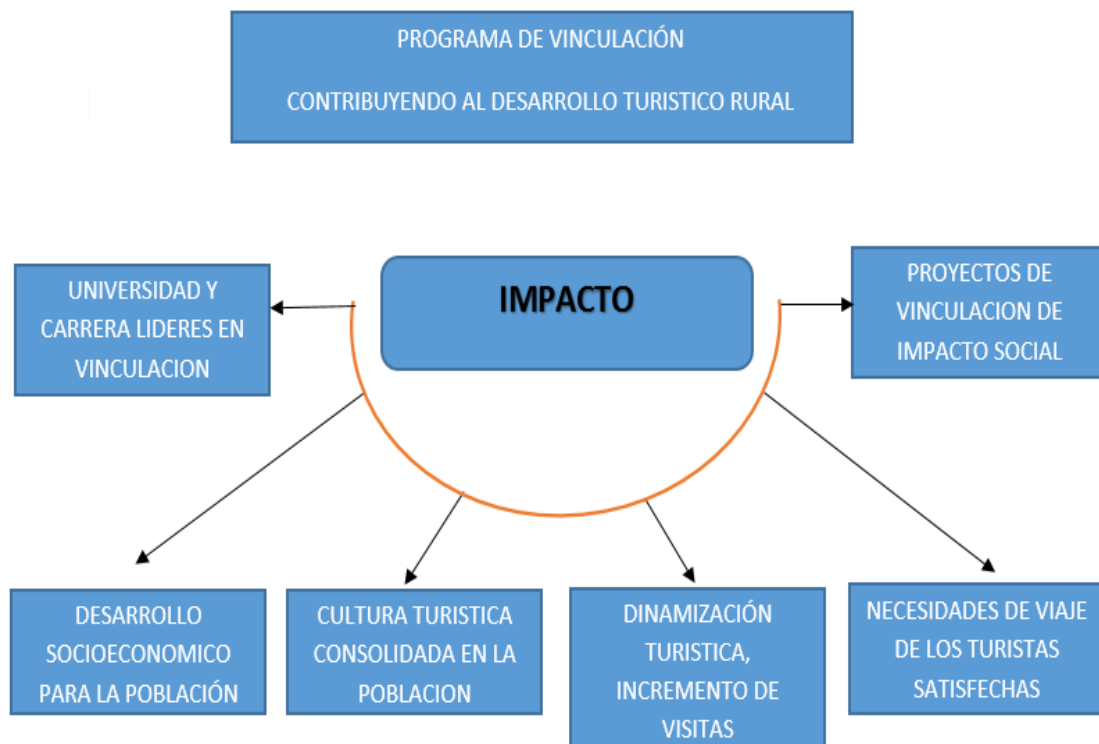 PROGRAMA DE VINCULACIÓN
CONTRIBUYENDO AL DESARROLLO TURISTICO RURAL
IMPACTO
UNIVERSIDAD Y
CARRERA LIDERES EN
VINCULACION
PROYECTOS DE
VINCULACION DE
IMPACTO SOCIAL
DESARROLLO
SOCIOECONOMICO
PARA LA POBLACIÓN
CULTURA TURISTICA
CONSOLIDADA EN LA
POBLACION
DINAMIZACIÓN
TURISTICA,
INCREMENTO DE
VISITAS
NECESIDADES DE VIAJE
DE LOS TURISTAS
SATISFECHAS